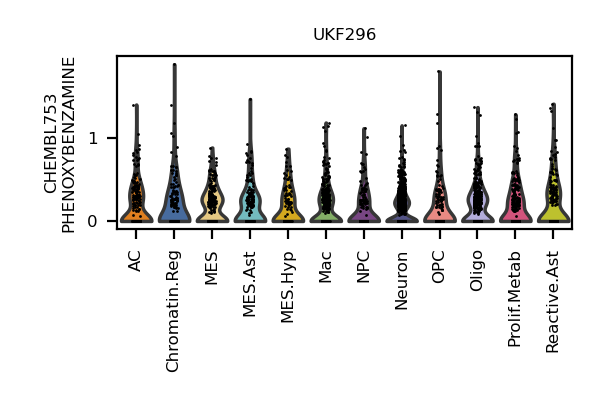 UKF296
CHEMBL753
PHENOXYBENZAMINE
1
0
AC
Chromatin.Reg
MES
MES.Ast
MES.Hyp
Mac
NPC
Neuron
OPC
Oligo
Prolif.Metab
Reactive.Ast